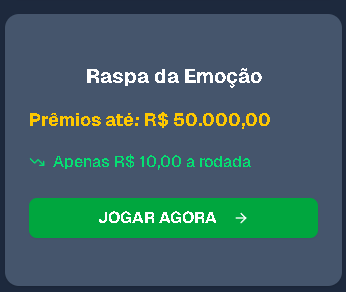 Raspa da Emoção
Prêmios até: R$ 50.000,00
Apenas R$ 10,00 a rodada
JOGAR AGORA